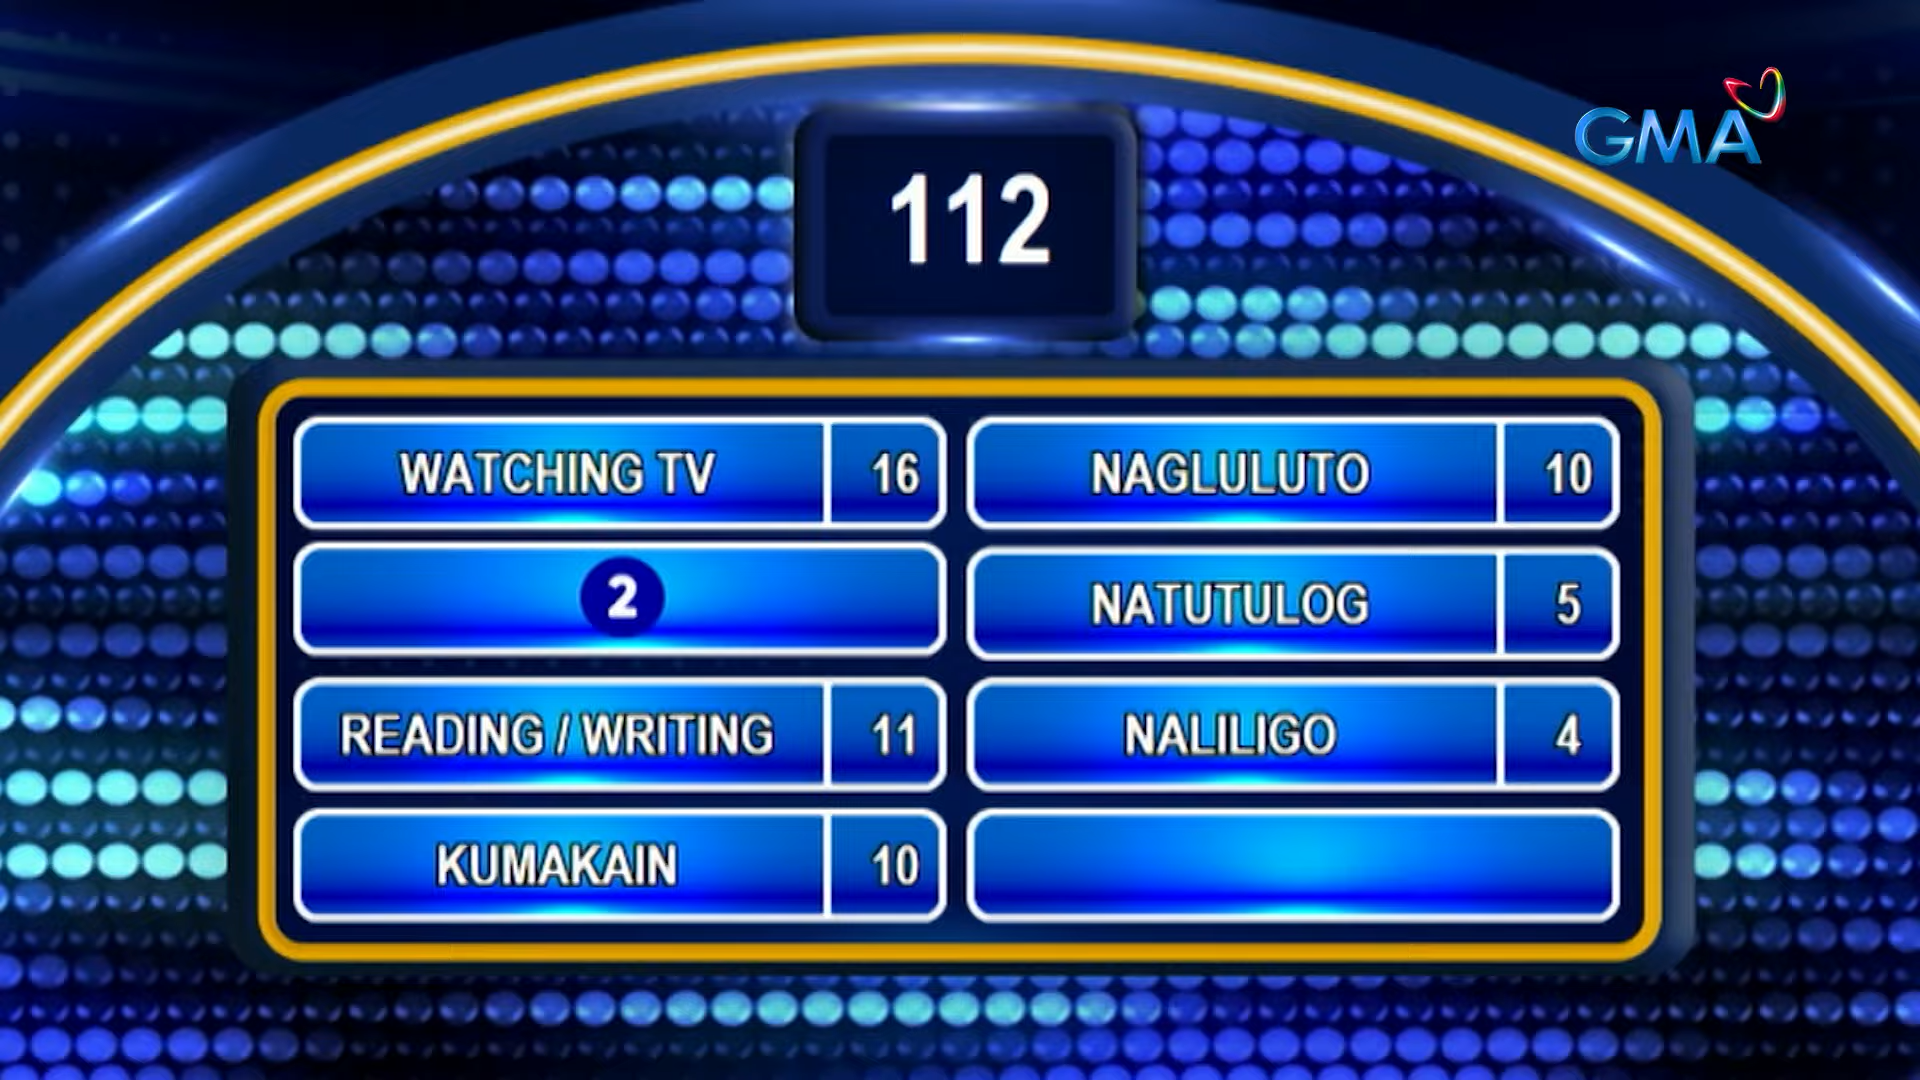 GMA
112
WATCHING TV 16
2
READING / WRITING 11
KUMAKAIN 10
NAGLULUTO 10
NATUTULOG 5
NALILIGO 4